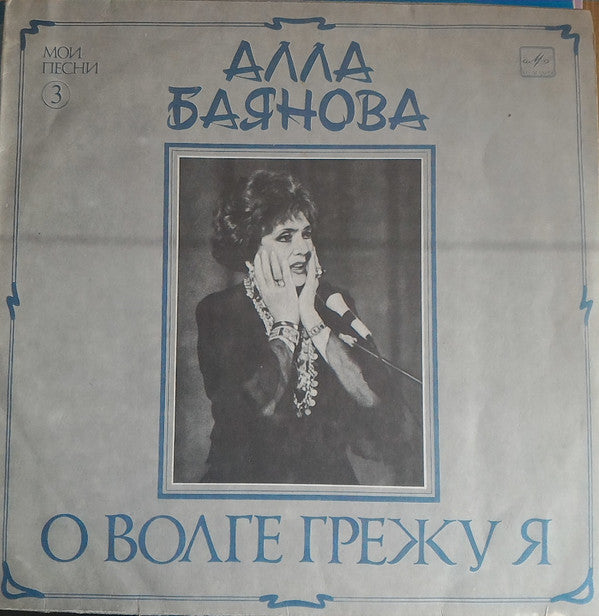 МОИ
ПЕСНИ
3
АЛЛА
БАЯНОВА
О ВОЛГЕ ГРЕЖУ Я